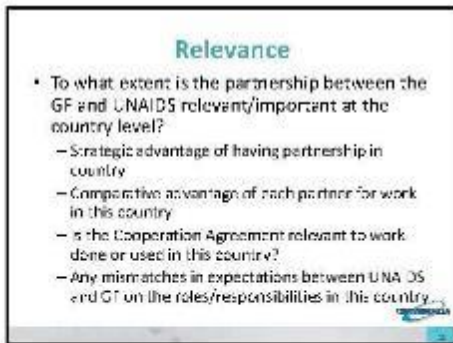 Relevance
• To what extent is the partnership between the
GF and UNAIDS relevant/important at the
country level?
– Strategic advantage of having partnership in
country
– Comparative advantage of each partner for work
in this country
– Is the Cooperation Agreement relevant to work
done or used in this country?
– Any mismatches in expectations between UNAIDS
and GF on the roles/responsibilities in this country